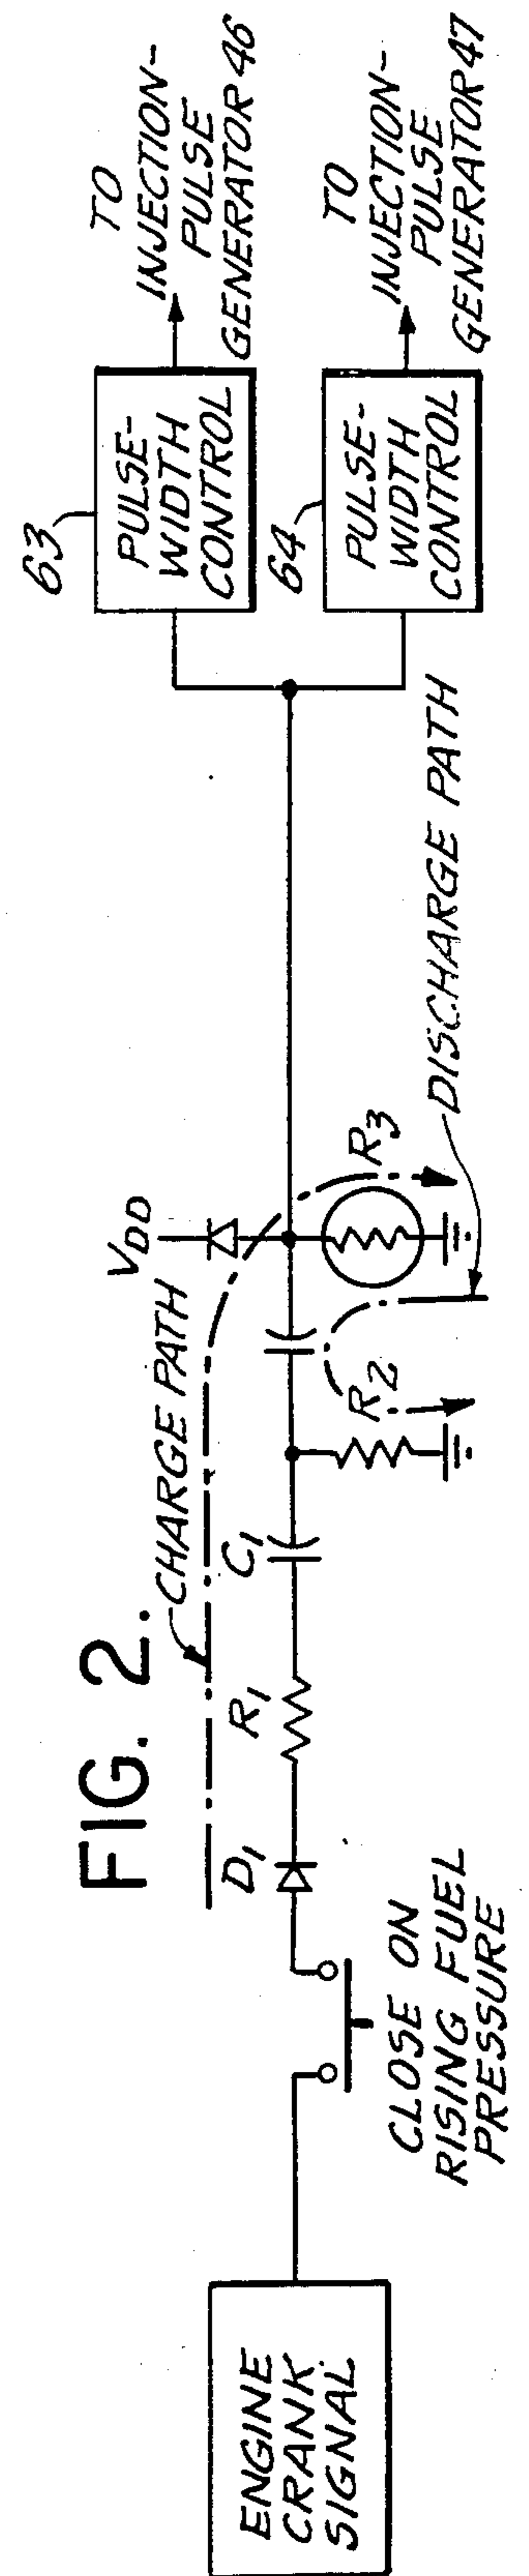 FIG. 2.
ENGINE
CRANK
SIGNAL
CLOSE ON
RISING FUEL
PRESSURE
D1
R1
C1
CHARGE PATH
R2
VDD
R3
DISCHARGE PATH
63
PULSE-
WIDTH
CONTROL
64
PULSE-
WIDTH
CONTROL
TO
INJECTION-
PULSE
GENERATOR 46
TO
INJECTION-
PULSE
GENERATOR 47